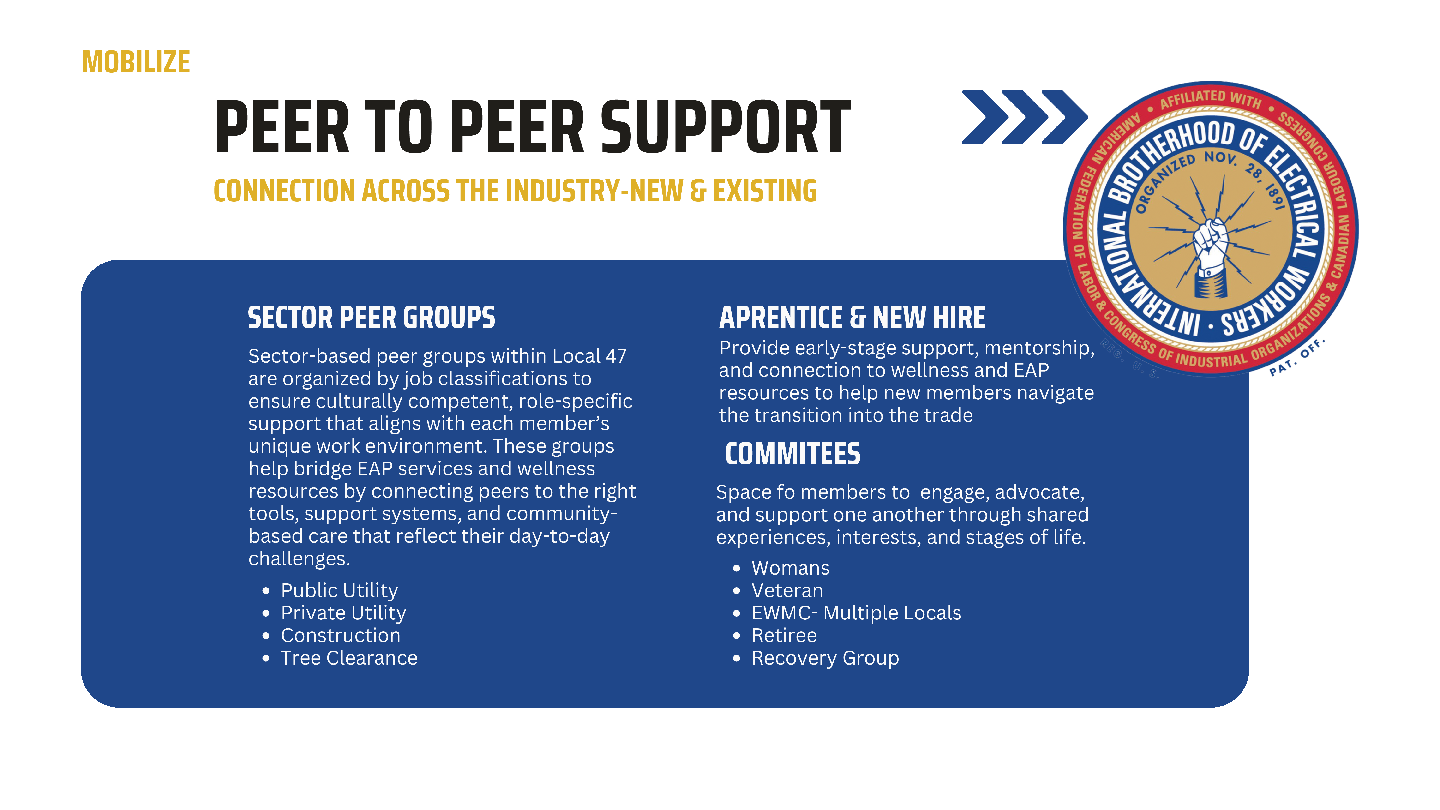 MOBILIZE
PEER TO PEER SUPPORT
CONNECTION ACROSS THE INDUSTRY-NEW & EXISTING
• AFFILIATED WITH •
AMERICAN FEDERATION OF LABOR & CONGRESS OF INDUSTRIAL ORGANIZATIONS & CANADIAN LABOUR CONGRESS
INTERNATIONAL BROTHERHOOD OF ELECTRICAL WORKERS ·
ORGANIZED NOV. 28, 1891
REG. U. S.
PAT. OFF.
SECTOR PEER GROUPS
Sector-based peer groups within Local 47
are organized by job classifications to
ensure culturally competent, role-specific
support that aligns with each member’s
unique work environment. These groups
help bridge EAP services and wellness
resources by connecting peers to the right
tools, support systems, and community-
based care that reflect their day-to-day
challenges.
• Public Utility
• Private Utility
• Construction
• Tree Clearance
APRENTICE & NEW HIRE
Provide early-stage support, mentorship,
and connection to wellness and EAP
resources to help new members navigate
the transition into the trade
COMMITEES
Space fo members to  engage, advocate,
and support one another through shared
experiences, interests, and stages of life.
• Womans
• Veteran
• EWMC- Multiple Locals
• Retiree
• Recovery Group